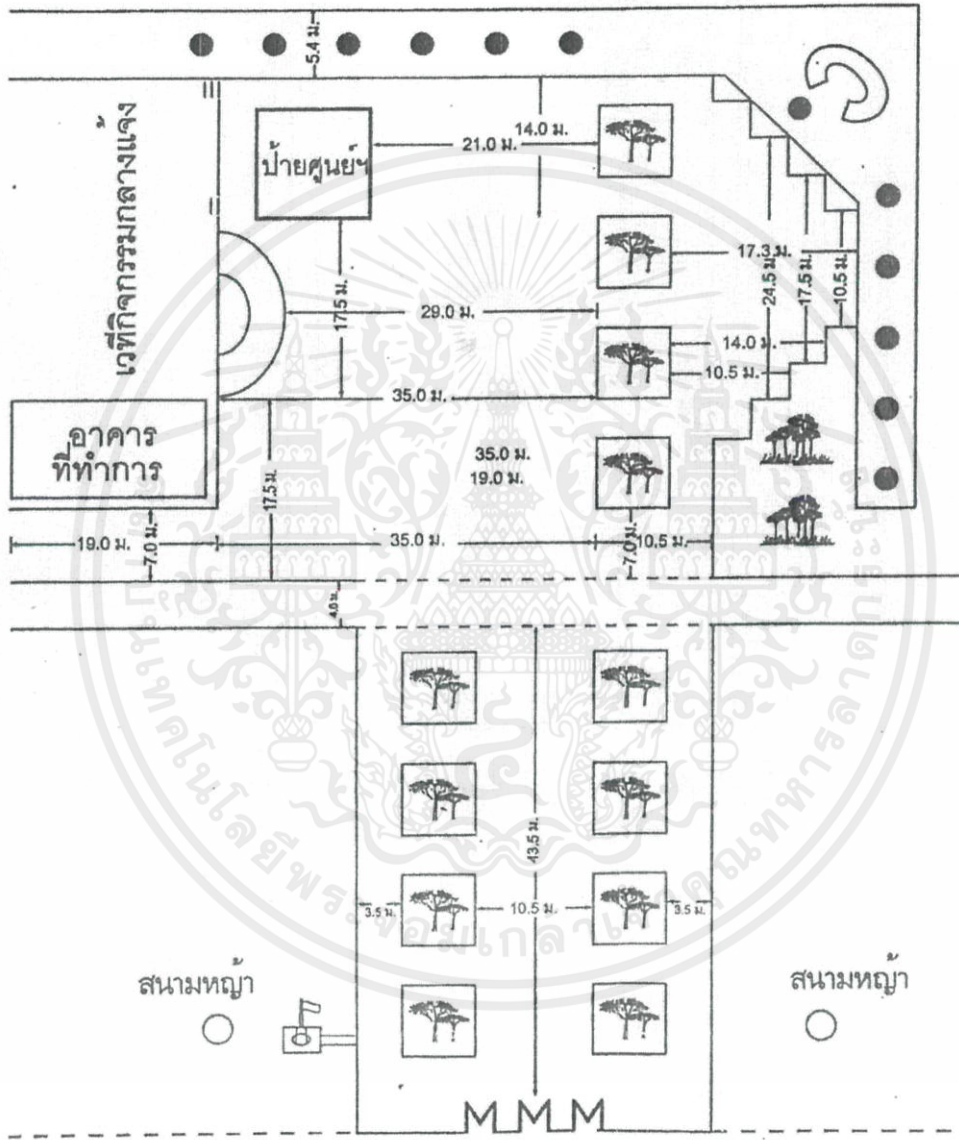 5.4 ม.
เวทีกิจกรรมกลางแจ้ง
ป้ายศูนย์ฯ
14.0 ม.
21.0 ม.
17.3 ม.
24.5 ม.
17.5 ม.
10.5 ม.
17.5 ม.
29.0 ม.
14.0 ม.
10.5 ม.
35.0 ม.
อาคาร
ที่ทำการ
17.5 ม.
35.0 ม.
19.0 ม.
19.0 ม.
7.0 ม.
35.0 ม.
7.0 ม.
10.5 ม.
3.5 ม.
10.5 ม.
3.5 ม.
สนามหญ้า
สนามหญ้า
M M M